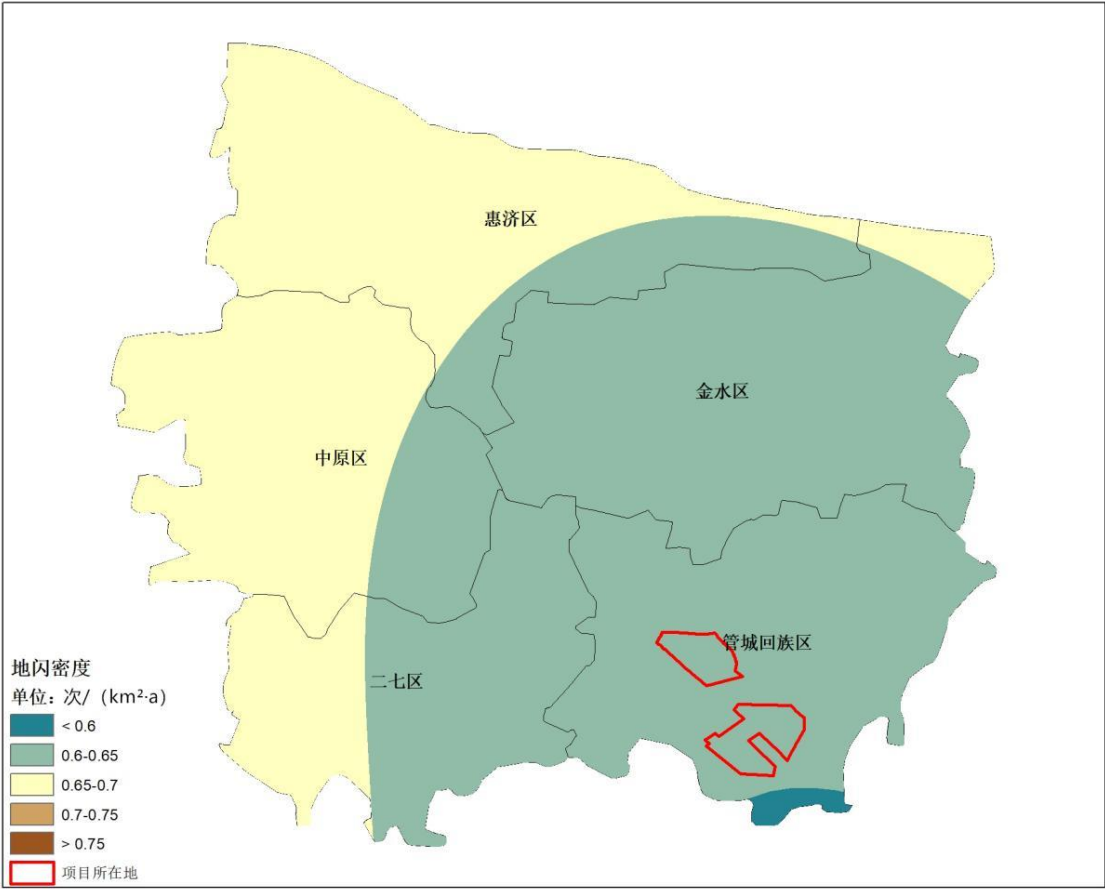 惠济区
金水区
中原区
管城回族区
二七区
地闪密度
单位：次/（km²·a）
< 0.6
0.6-0.65
0.65-0.7
0.7-0.75
> 0.75
项目所在地